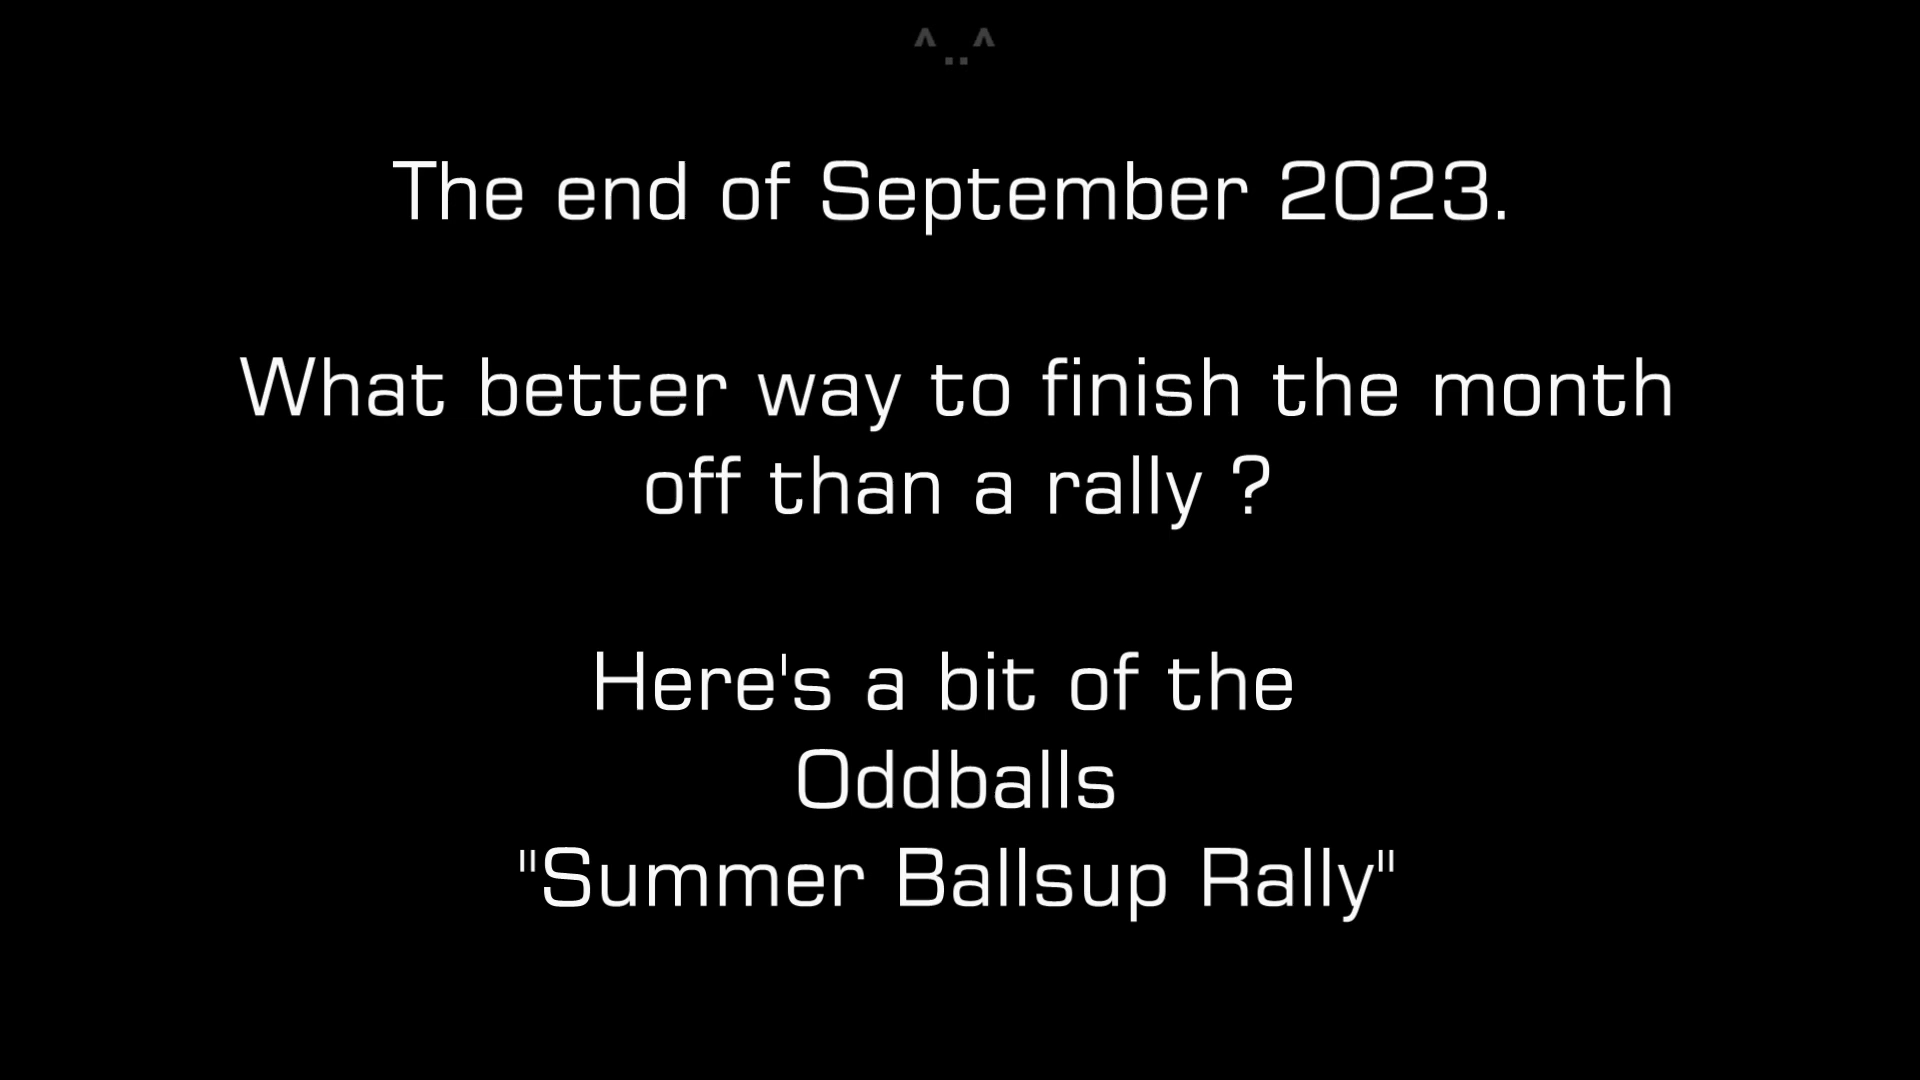 ^..^
The end of September 2023.
What better way to finish the month
off than a rally ?
Here's a bit of the
Oddballs
"Summer Ballsup Rally"